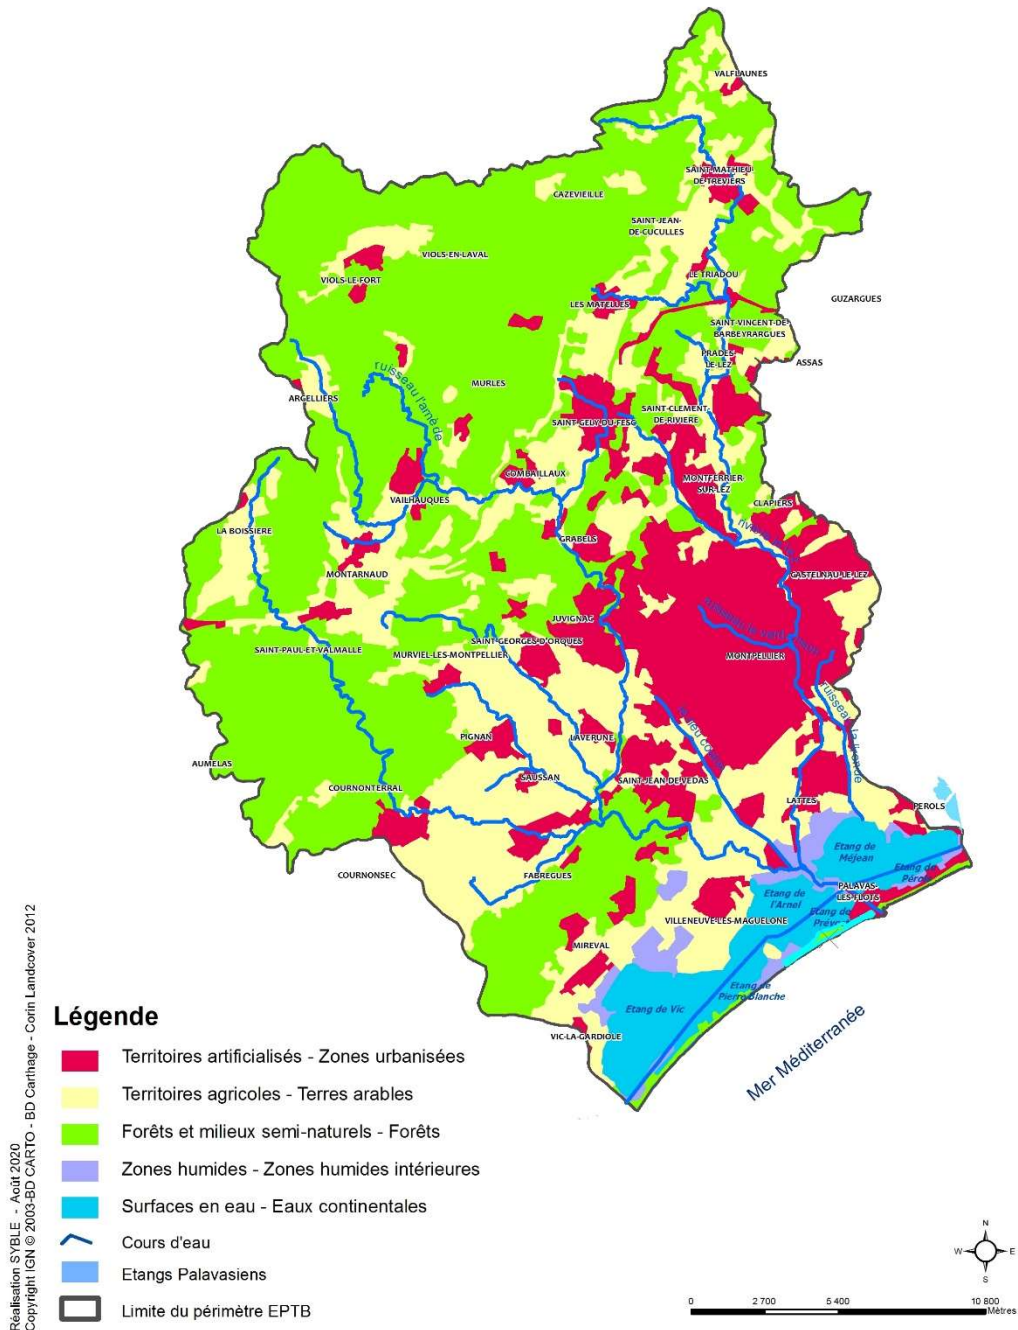 VALFLAUNES
SAINT-MATHIEU
DE-TREVIERS
CAZEVIEILLE
SAINT-JEAN-
DE-CUCULLES
VIOLS-EN-LAVAL
LE TRIADOU
VIOLS-LE-FORT
GUZARGUES
LES MATELLES
SAINT-VINCENT-DE-
BARBEYRARGUES
PRADES-
LE-LEZ
ASSAS
ruisseau l'amède
MURLES
ARGELLIERS
SAINT-CLEMENT-
DE-RIVIERE
SAINT-GELY-DU-FESC
COMBAILLAUX
MONTFERRIER
SUR-LEZ
VAILHAUQUES
CLAPIERS
LA BOISSIERE
GRABELS
CASTELNAU-LE-LEZ
MONTARNAUD
JUVIGNAC
SAINT-GEORGES-D'ORQUES
SAINT-PAUL-ET-VALMALLE
MURVIEL-LES-MONTPELLIER
MONTPELLIER
PIGNAN
LAVERUNE
AUMELAS
SAUSSAN
SAINT-JEAN-DE-VEDAS
COURNONTERRAL
LATTES
PEROLS
Etang de
Méjean
COURNONSEC
FABREGUES
Etang de
Pérols
PALAVAS-
LES-FLOTS
Etang de
l'Arnel
Etang de
VILLENEUVE-LES-MAGUELONE
MIREVAL
Etang de
Pierre Blanche
Etang de Vic
VIC-LA-GARDIOLE
Mer Méditerranée
Légende
Territoires artificialisés - Zones urbanisées
Territoires agricoles - Terres arables
Forêts et milieux semi-naturels - Forêts
Zones humides - Zones humides intérieures
Surfaces en eau - Eaux continentales
Cours d'eau
Etangs Palavasiens
Limite du périmètre EPTB
Réalisation SYBLE - Août 2020
Copyright IGN © 2003-BD CARTO - BD Carthage - Corin Landcover 2012
N
W
E
S
0 2 700 5 400 10 800
Mètres